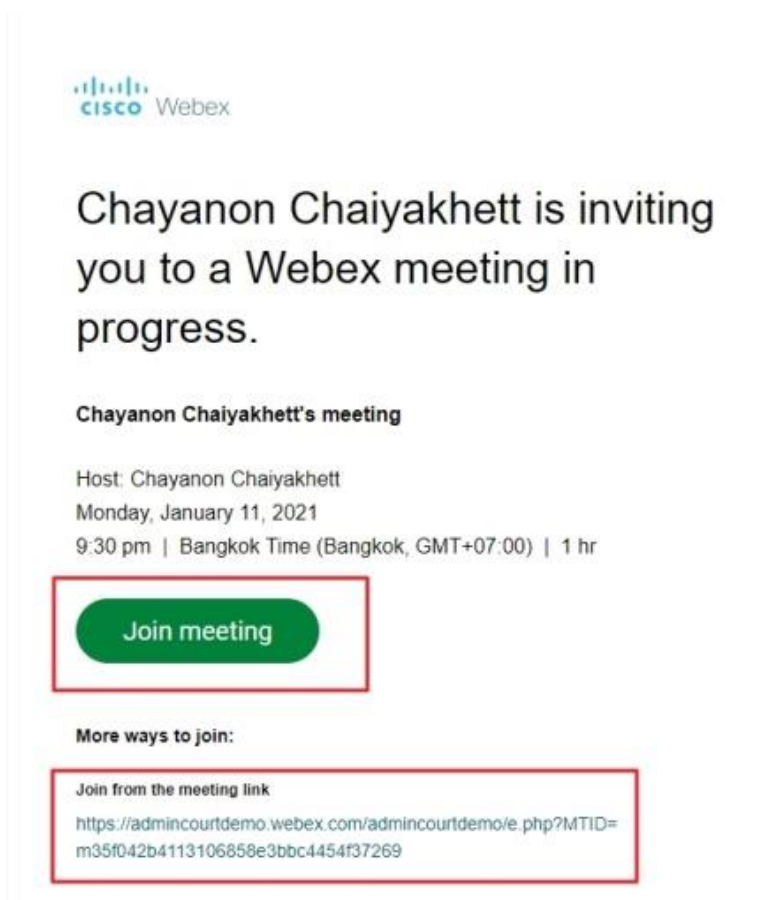 CISCO Webex
Chayanon Chaiyakhett is inviting
you to a Webex meeting in
progress.
Chayanon Chaiyakhett's meeting
Host: Chayanon Chaiyakhett
Monday, January 11, 2021
9:30 pm | Bangkok Time (Bangkok, GMT+07:00) | 1 hr
Join meeting
More ways to join:
Join from the meeting link
https://admincourtdemo.webex.com/admincourtdemo/e.php?MTID=
m35f042b4113106858e3bbc4454f37269